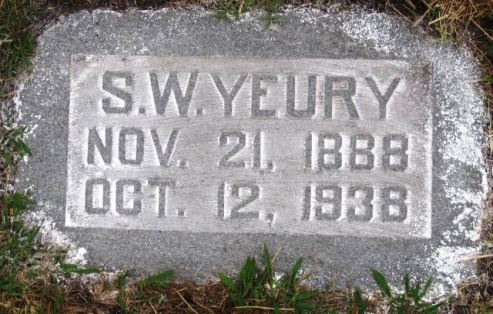 S.W.YEURY
NOV. 21, 1888
OCT. 12, 1938